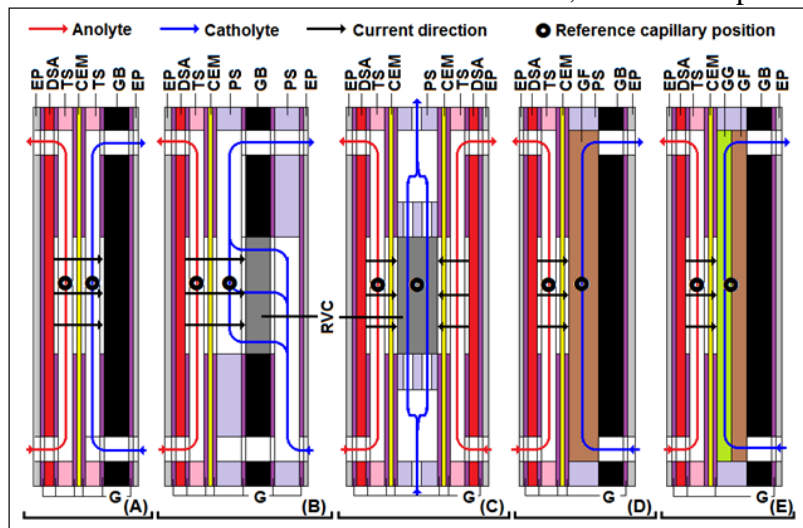 Anolyte Catholyte Current direction Reference capillary position
EP DSA TS CEM TS GB EP
EP DSA TS CEM PS GB PS EP
EP DSA TS CEM PS CEM TS DSA EP
EP DSA TS CEM GF PS GB EP
EP DSA TS CEM GG GF GB EP
RVC
G G G G G
(A) (B) (C) (D) (E)